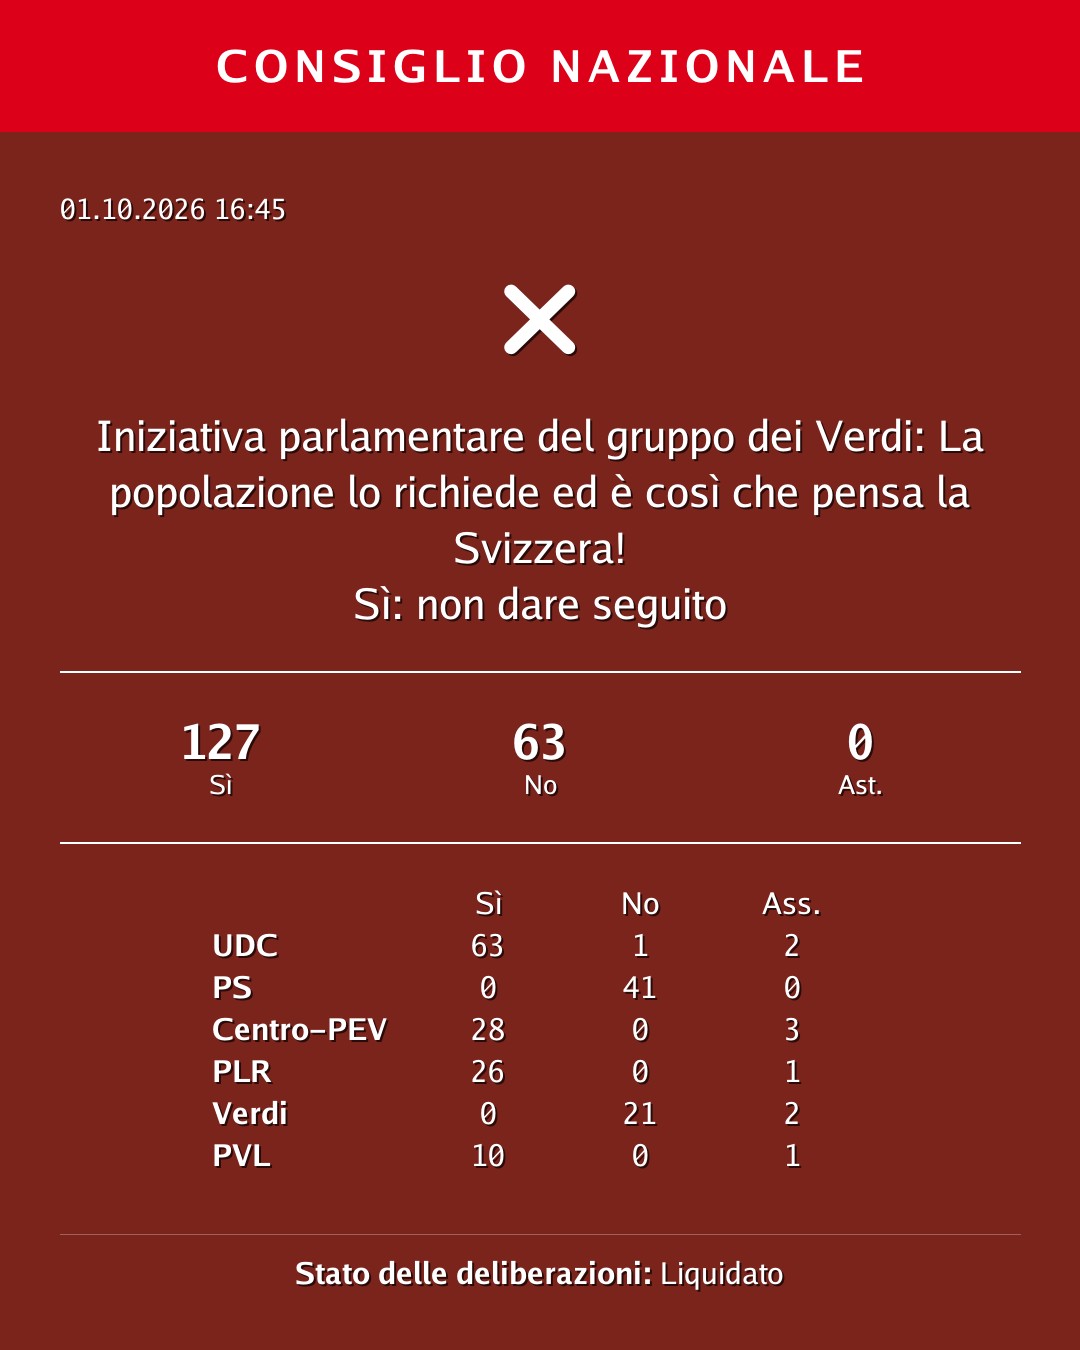 CONSIGLIO NAZIONALE
01.10.2026 16:45
Iniziativa parlamentare del gruppo dei Verdi: La
popolazione lo richiede ed è così che pensa la
Svizzera!
Sì: non dare seguito
127 63 0
Sì No Ast.
Sì No Ass.
UDC 63 1 2
PS 0 41 0
Centro-PEV 28 0 3
PLR 26 0 1
Verdi 0 21 2
PVL 10 0 1
Stato delle deliberazioni: Liquidato